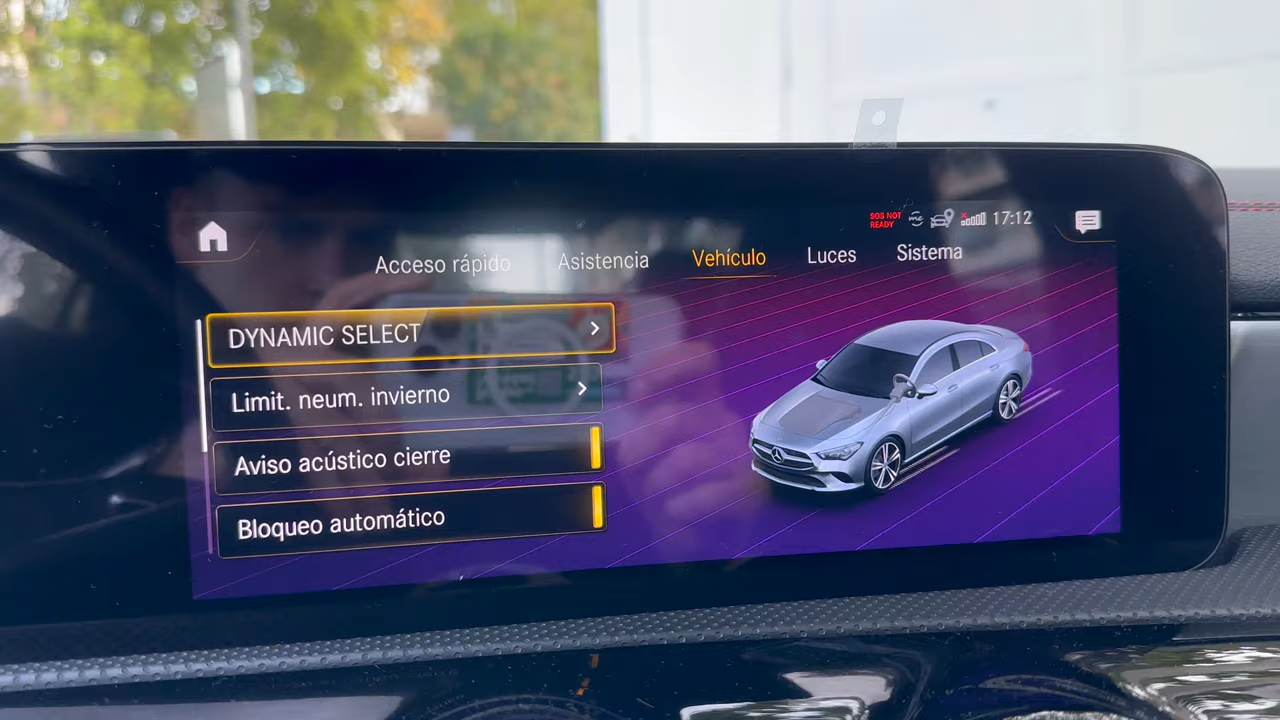 SOS NOT
READY
me
17:12
Acceso rápido
Asistencia
Vehículo
Luces
Sistema
DYNAMIC SELECT
Limit. neum. invierno
Aviso acústico cierre
Bloqueo automático